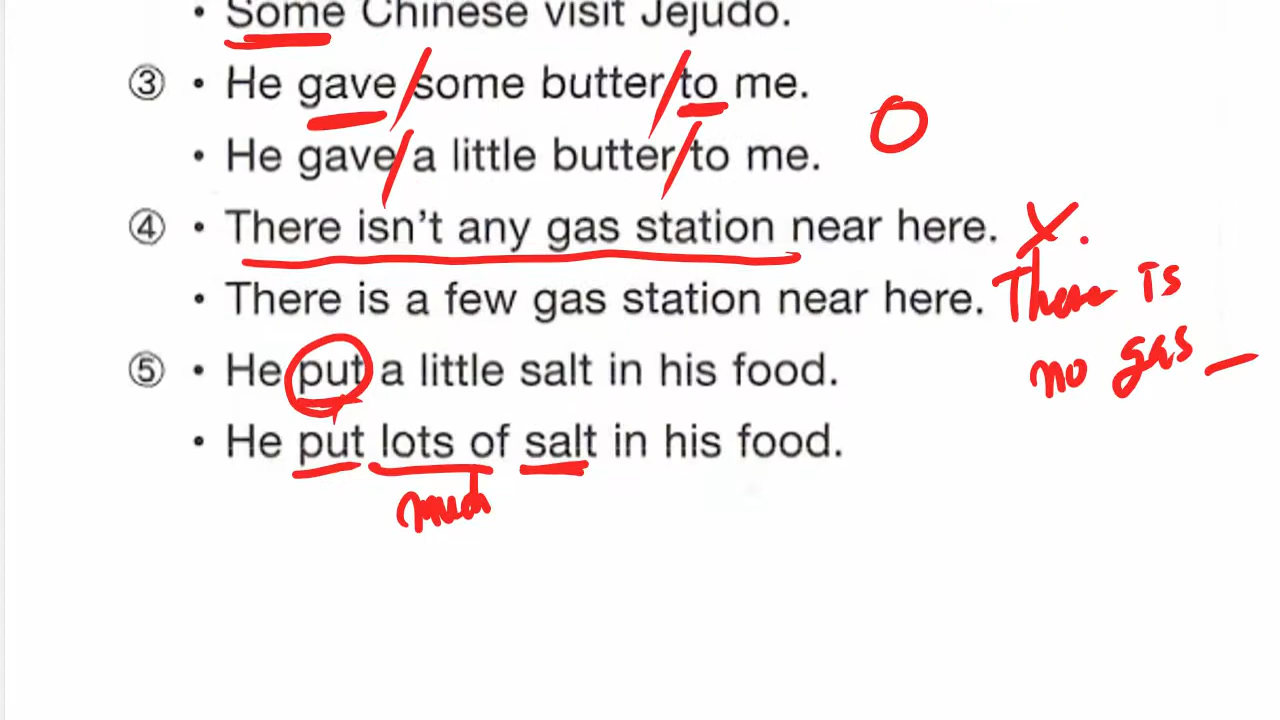 • Some Chinese visit Jejudo.
③ • He gave some butter to me.
• He gave a little butter to me.
④ • There isn't any gas station near here. X.
• There is a few gas station near here. There is
no gas —
⑤ • He put a little salt in his food.
• He put lots of salt in his food.
much